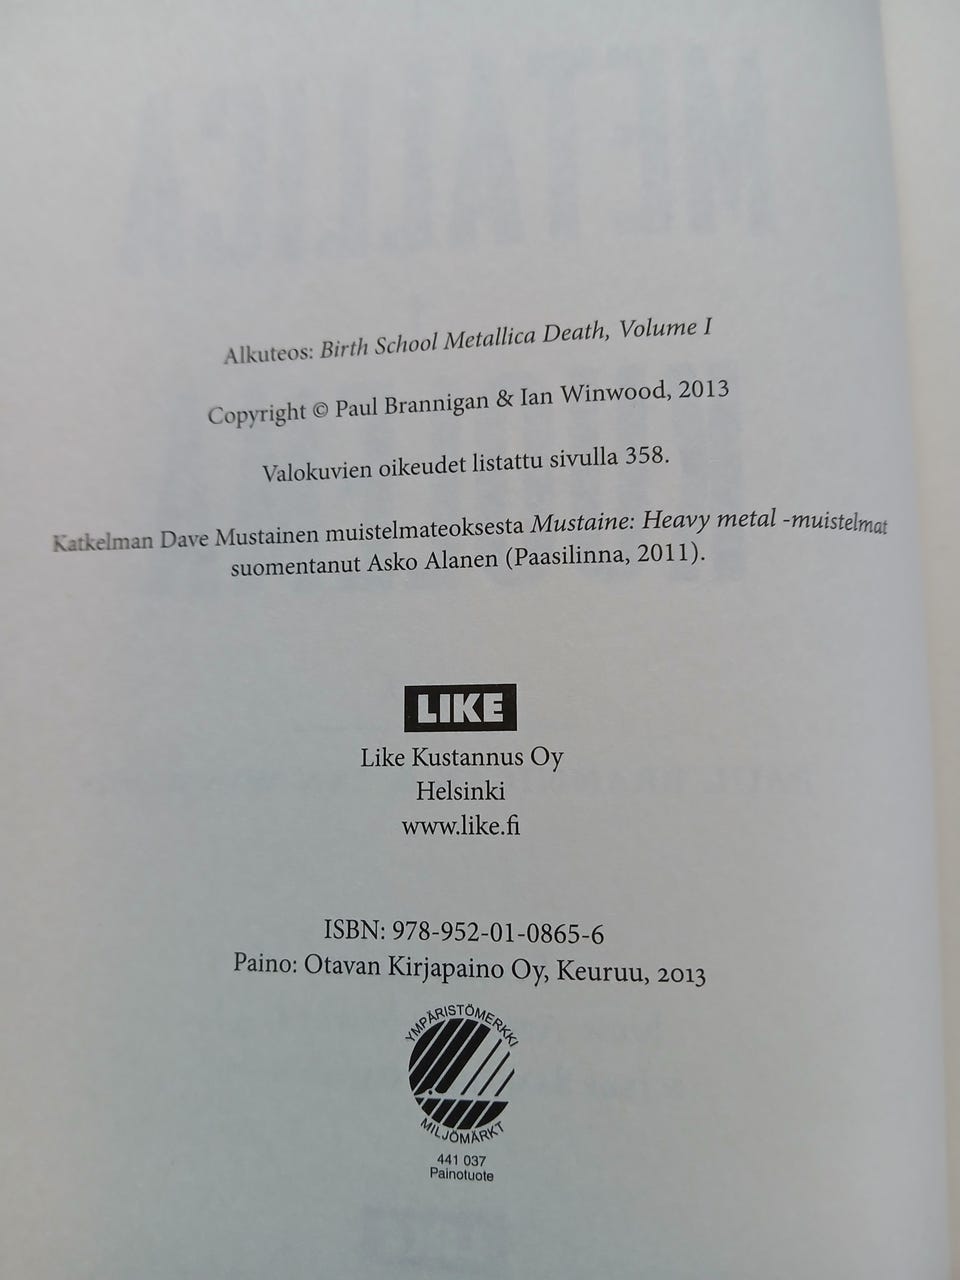 METALLICA
Alkuteos: Birth School Metallica Death, Volume I
Copyright © Paul Brannigan & Ian Winwood, 2013
Valokuvien oikeudet listattu sivulla 358.
Katkelman Dave Mustainen muistelmateoksesta Mustaine: Heavy metal -muistelmat
suomentanut Asko Alanen (Paasilinna, 2011).
LIKE
Like Kustannus Oy
Helsinki
www.like.fi
ISBN: 978-952-01-0865-6
Paino: Otavan Kirjapaino Oy, Keuruu, 2013
YMPÄRISTÖMERKKI
MILJÖMÄRKT
441 037
Painotuote